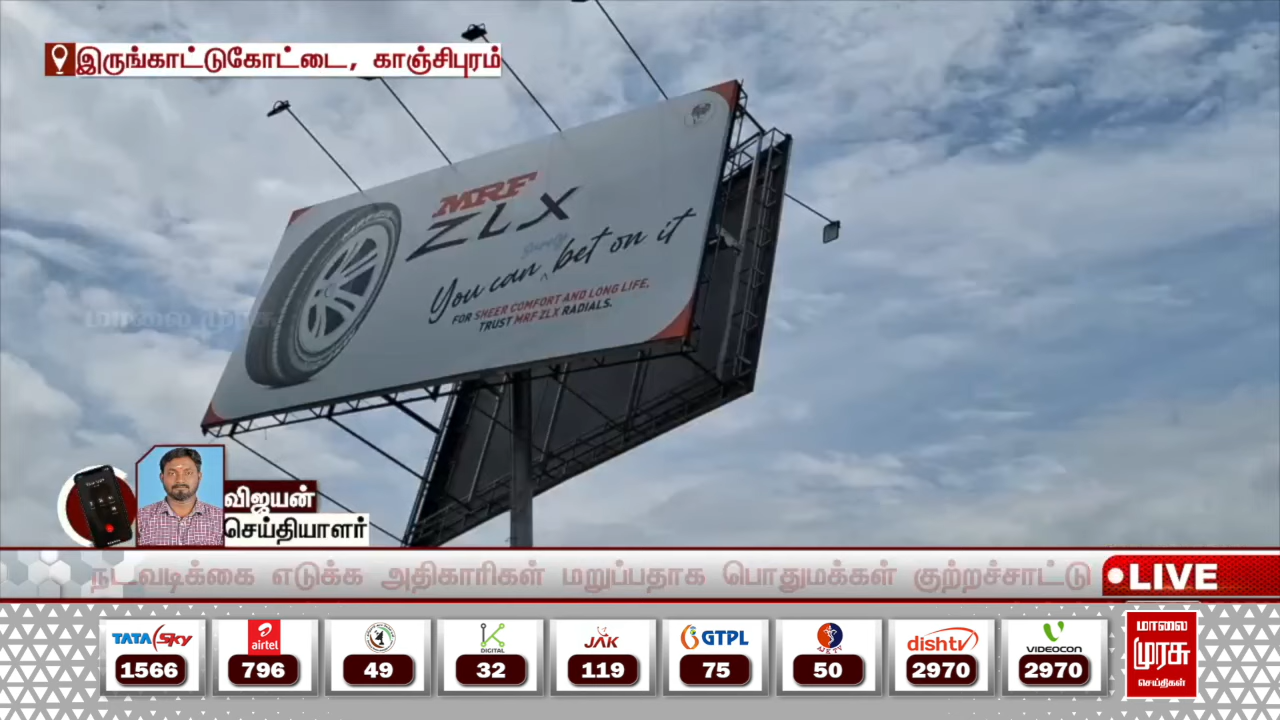 இருங்காட்டுகோட்டை, காஞ்சிபுரம்
MRF
ZLX
You can bet on it
FOR SHEER COMFORT AND LONG LIFE,
TRUST MRF ZLX RADIALS.
மாலை முரசு
விஜயன்
செய்தியாளர்
நடவடிக்கை எடுக்க அதிகாரிகள் மறுப்பதாக பொதுமக்கள் குற்றச்சாட்டு
LIVE
TATA Sky
1566
airtel
796
49
DIGITAL
32
JAK
119
GTPL
75
50
dishtv
2970
VIDEOCON
2970
மாலை
முரசு
செய்திகள்